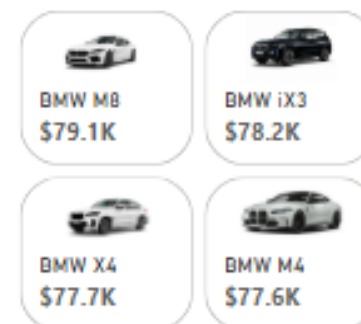 BMW M8
$79.1K
BMW iX3
$78.2K
BMW X4
$77.7K
BMW M4
$77.6K